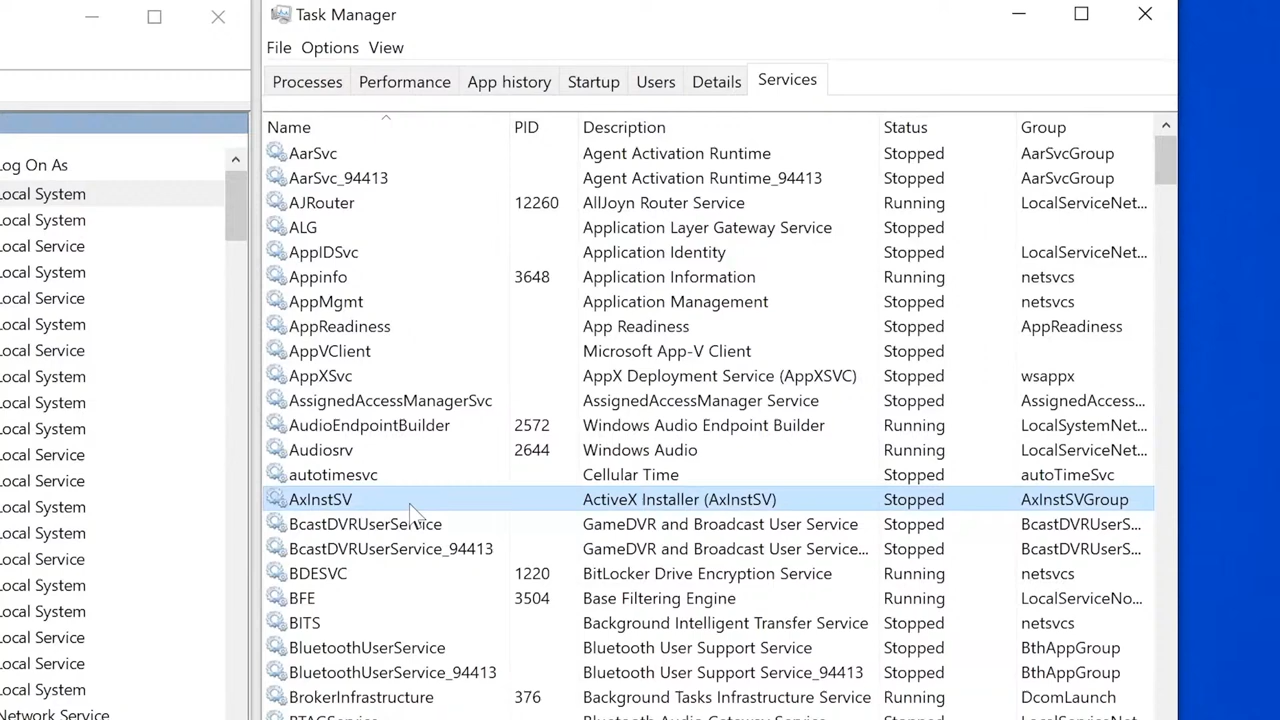 Task Manager
File Options View
Processes Performance App history Startup Users Details Services
Name PID Description Status Group
AarSvc Agent Activation Runtime Stopped AarSvcGroup
AarSvc_94413 Agent Activation Runtime_94413 Stopped AarSvcGroup
AJRouter 12260 AllJoyn Router Service Running LocalServiceNet...
ALG Application Layer Gateway Service Stopped
AppIDSvc Application Identity Stopped LocalServiceNet...
Appinfo 3648 Application Information Running netsvcs
AppMgmt Application Management Stopped netsvcs
AppReadiness App Readiness Stopped AppReadiness
AppVClient Microsoft App-V Client Stopped
AppXSvc AppX Deployment Service (AppXSVC) Stopped wsappx
AssignedAccessManagerSvc AssignedAccessManager Service Stopped AssignedAccess...
AudioEndpointBuilder 2572 Windows Audio Endpoint Builder Running LocalSystemNet...
Audiosrv 2644 Windows Audio Running LocalServiceNet...
autotimesvc Cellular Time Stopped autoTimeSvc
AxInstSV ActiveX Installer (AxInstSV) Stopped AxInstSVGroup
BcastDVRUserService GameDVR and Broadcast User Service Stopped BcastDVRUserS...
BcastDVRUserService_94413 GameDVR and Broadcast User Service... Stopped BcastDVRUserS...
BDESVC 1220 BitLocker Drive Encryption Service Running netsvcs
BFE 3504 Base Filtering Engine Running LocalServiceNo...
BITS Background Intelligent Transfer Service Stopped netsvcs
BluetoothUserService Bluetooth User Support Service Stopped BthAppGroup
BluetoothUserService_94413 Bluetooth User Support Service_94413 Stopped BthAppGroup
BrokerInfrastructure 376 Background Tasks Infrastructure Service Running DcomLaunch
Log On As
Local System
Local System
Local Service
Local System
Local Service
Local System
Local Service
Local System
Local System
Local System
Local Service
Local Service
Local System
Local System
Local Service
Local System
Local System
Local Service
Local Service
Local System
Network Service